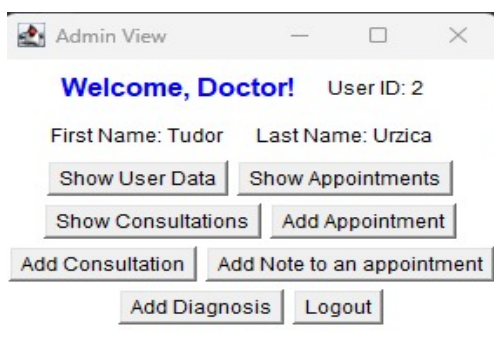 Admin View
Welcome, Doctor! User ID: 2
First Name: Tudor Last Name: Urzica
Show User Data Show Appointments
Show Consultations Add Appointment
Add Consultation Add Note to an appointment
Add Diagnosis Logout